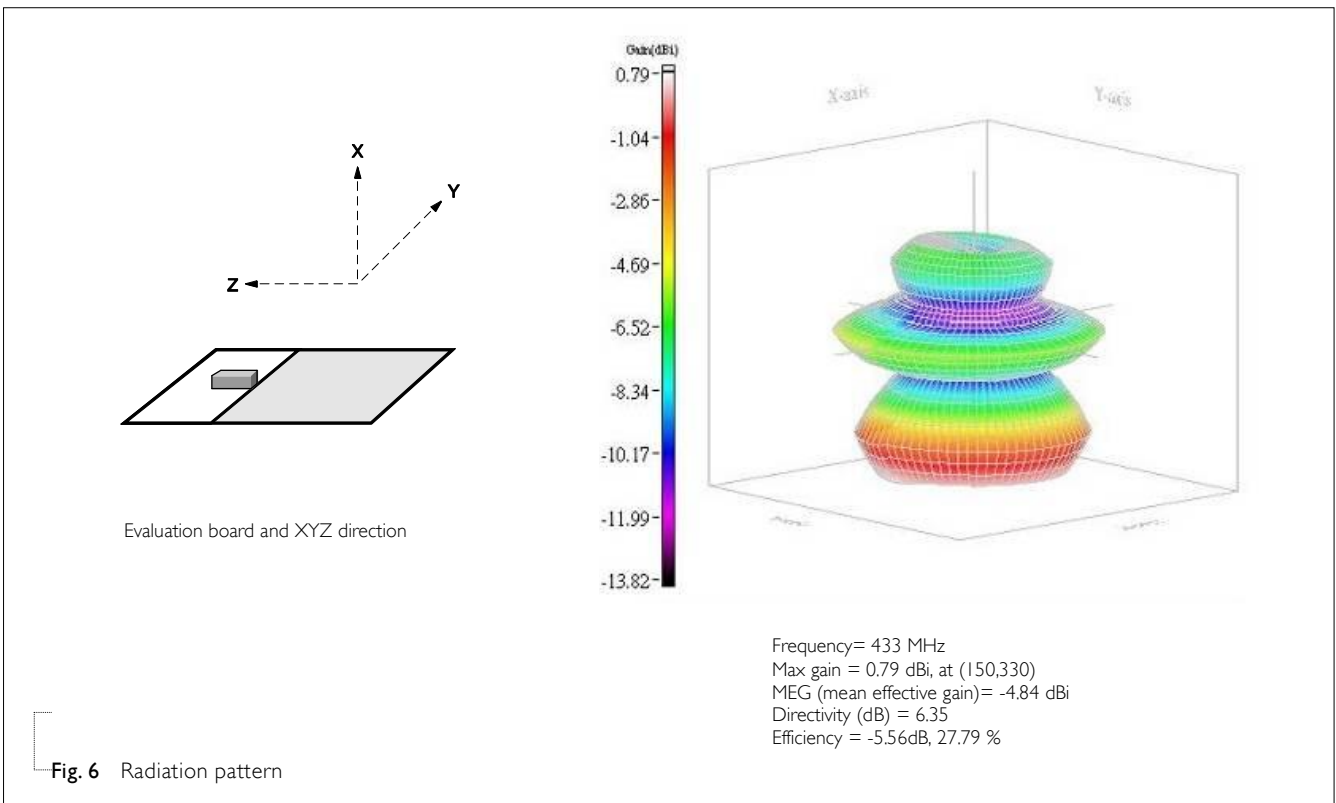 X
Y
Z
Evaluation board and XYZ direction
Gain(dBi)
0.79
-1.04
-2.86
-4.69
-6.52
-8.34
-10.17
-11.99
-13.82
X-axis
Y-axis
Frequency= 433 MHz
Max gain = 0.79 dBi, at (150,330)
MEG (mean effective gain)= -4.84 dBi
Directivity (dB) = 6.35
Efficiency = -5.56dB, 27.79 %
Fig. 6 Radiation pattern